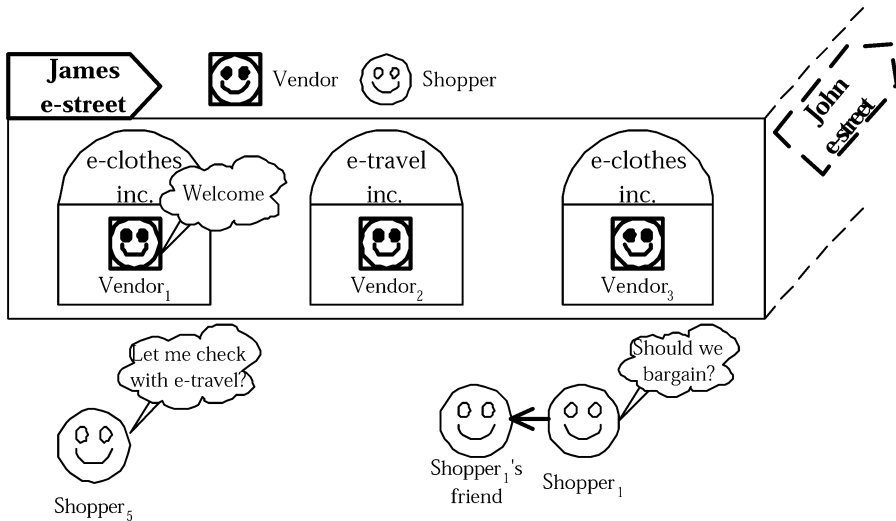 James
e-street
Vendor
Shopper
John
e-street
e-clothes
inc.
Welcome
e-travel
inc.
e-clothes
inc.
Vendor₁
Vendor₂
Vendor₃
Let me check
with e-travel?
Should we
bargain?
Shopper₅
Shopper₁'s
friend
Shopper₁